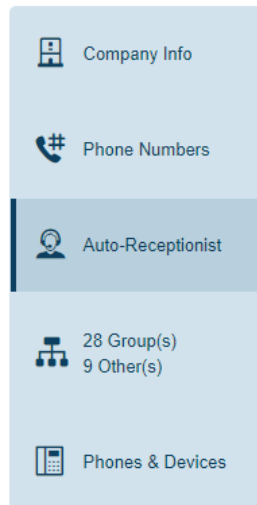 Company Info
Phone Numbers
Auto-Receptionist
28 Group(s)
9 Other(s)
Phones & Devices